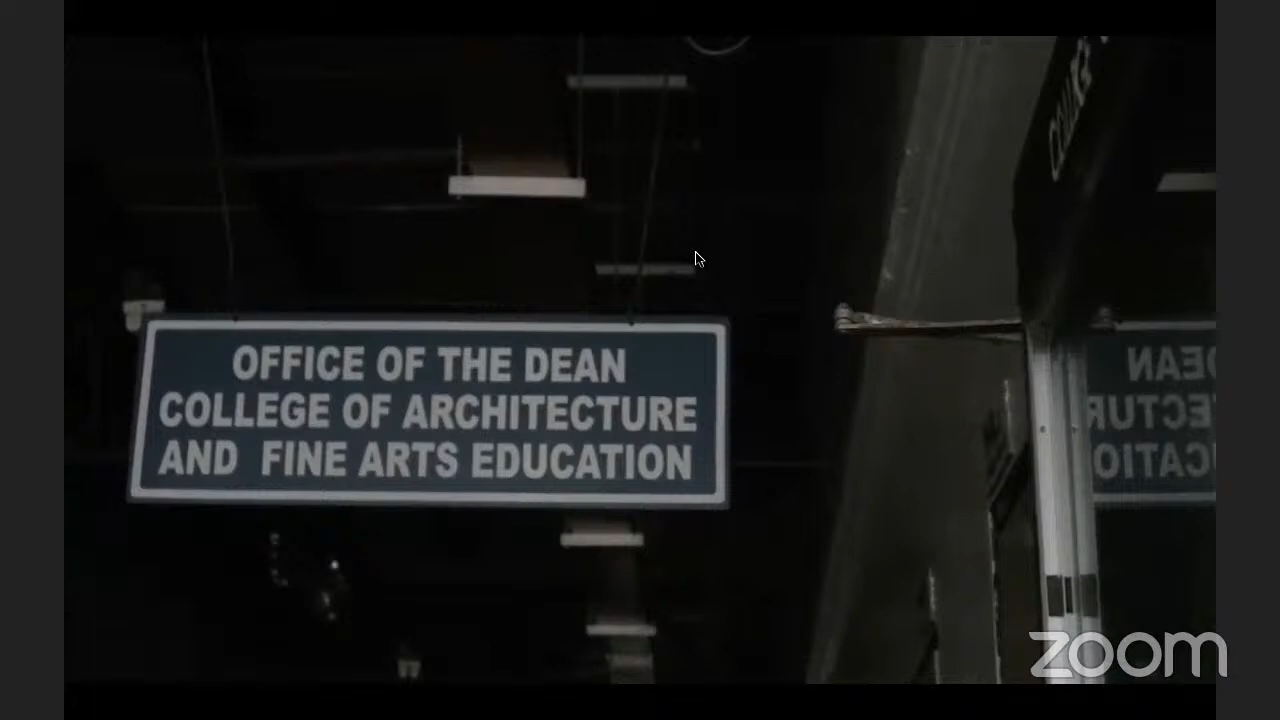 OFFICE OF THE DEAN
COLLEGE OF ARCHITECTURE
AND FINE ARTS EDUCATION
zoom